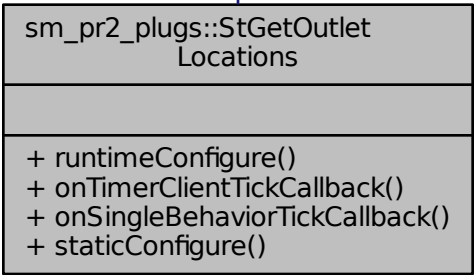 sm_pr2_plugs::StGetOutlet
Locations
+ runtimeConfigure()
+ onTimerClientTickCallback()
+ onSingleBehaviorTickCallback()
+ staticConfigure()